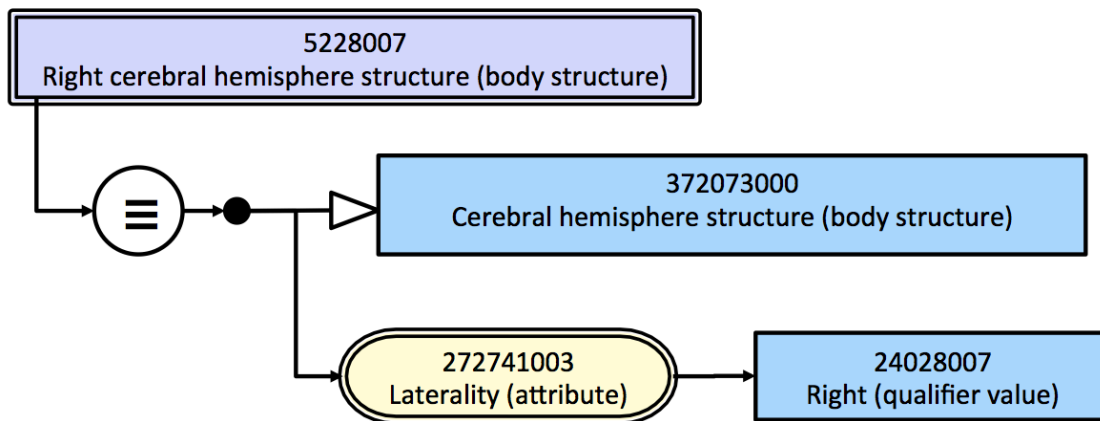 5228007
Right cerebral hemisphere structure (body structure)
≡
372073000
Cerebral hemisphere structure (body structure)
272741003
Laterality (attribute)
24028007
Right (qualifier value)